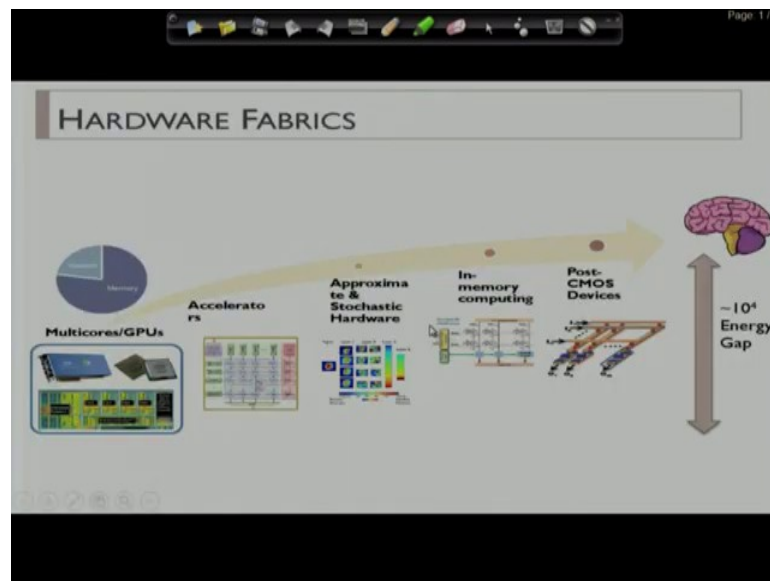 Page 1/
HARDWARE FABRICS
Memory
Multicores/GPUs
Accelerato
rs
Approxima
te &
Stochastic
Hardware
In-
memory
computing
Post-
CMOS
Devices
~10⁴
Energy
Gap